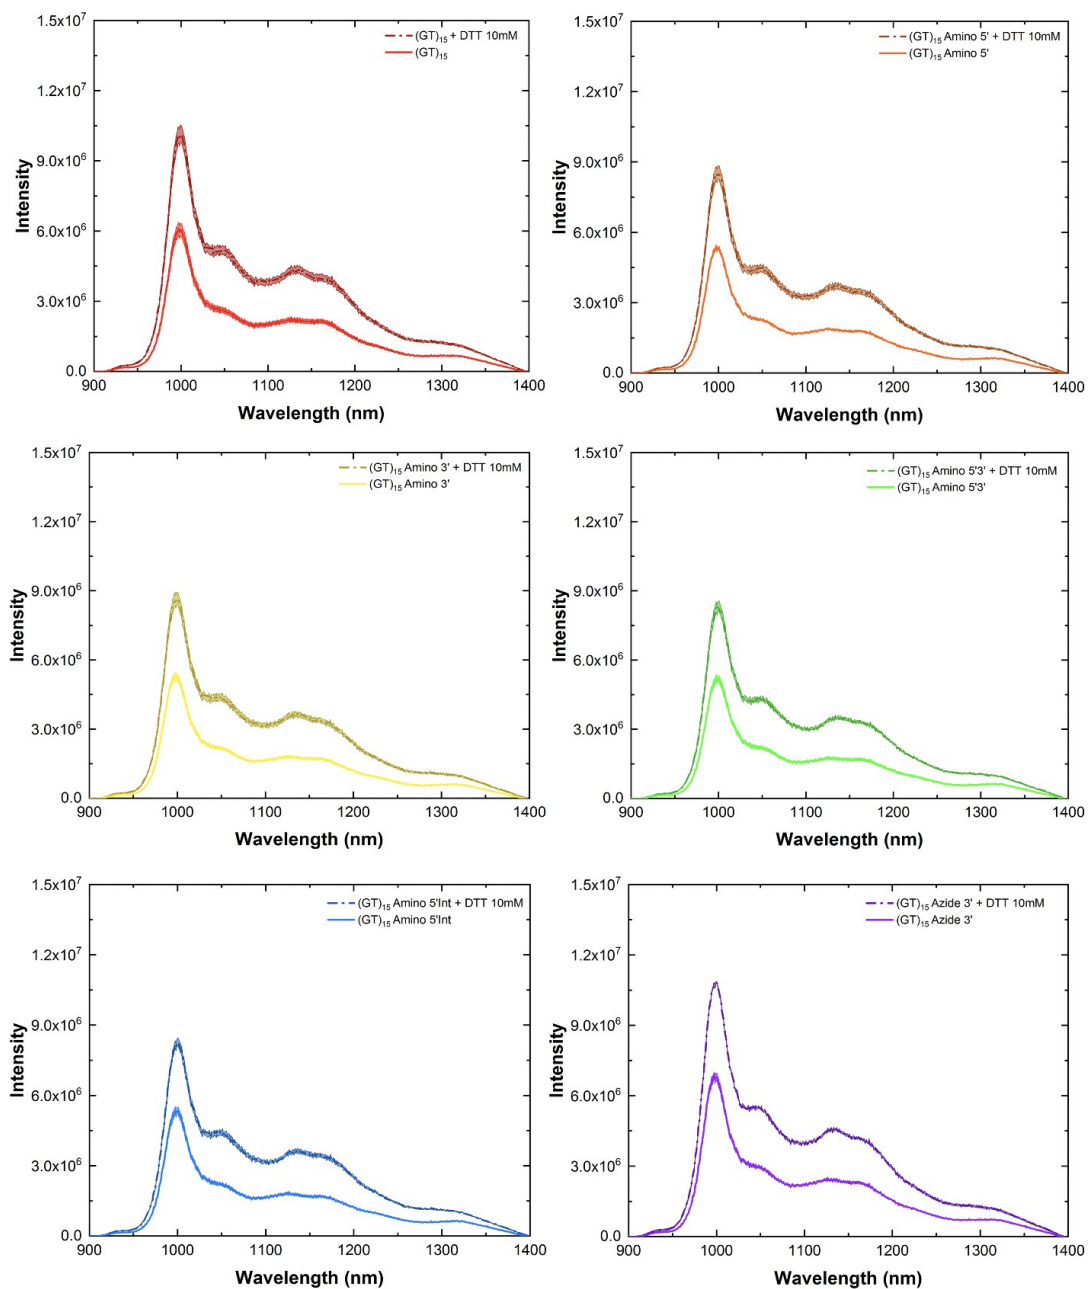 1.5x10⁷
1.2x10⁷
9.0x10⁶
6.0x10⁶
3.0x10⁶
0.0
Intensity
(GT)₁₅ + DTT 10mM
(GT)₁₅
900 1000 1100 1200 1300 1400
Wavelength (nm)
1.5x10⁷
1.2x10⁷
9.0x10⁶
6.0x10⁶
3.0x10⁶
0.0
Intensity
(GT)₁₅ Amino 5' + DTT 10mM
(GT)₁₅ Amino 5'
900 1000 1100 1200 1300 1400
Wavelength (nm)
1.5x10⁷
1.2x10⁷
9.0x10⁶
6.0x10⁶
3.0x10⁶
0.0
Intensity
(GT)₁₅ Amino 3' + DTT 10mM
(GT)₁₅ Amino 3'
900 1000 1100 1200 1300 1400
Wavelength (nm)
1.5x10⁷
1.2x10⁷
9.0x10⁶
6.0x10⁶
3.0x10⁶
0.0
Intensity
(GT)₁₅ Amino 5'3' + DTT 10mM
(GT)₁₅ Amino 5'3'
900 1000 1100 1200 1300 1400
Wavelength (nm)
1.5x10⁷
1.2x10⁷
9.0x10⁶
6.0x10⁶
3.0x10⁶
0.0
Intensity
(GT)₁₅ Amino 5'Int + DTT 10mM
(GT)₁₅ Amino 5'Int
900 1000 1100 1200 1300 1400
Wavelength (nm)
1.5x10⁷
1.2x10⁷
9.0x10⁶
6.0x10⁶
3.0x10⁶
0.0
Intensity
(GT)₁₅ Azide 3' + DTT 10mM
(GT)₁₅ Azide 3'
900 1000 1100 1200 1300 1400
Wavelength (nm)